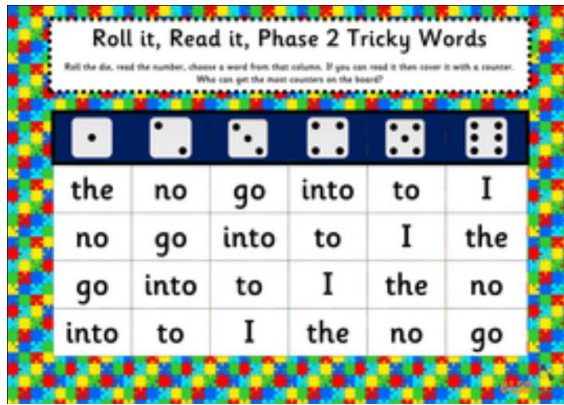 Roll it, Read it, Phase 2 Tricky Words
Roll the die, read the number, choose a word from that column. If you can read it then cover it with a counter.
Who can get the most counters on the board?
the no go into to I
no go into to I the
go into to I the no
into to I the no go